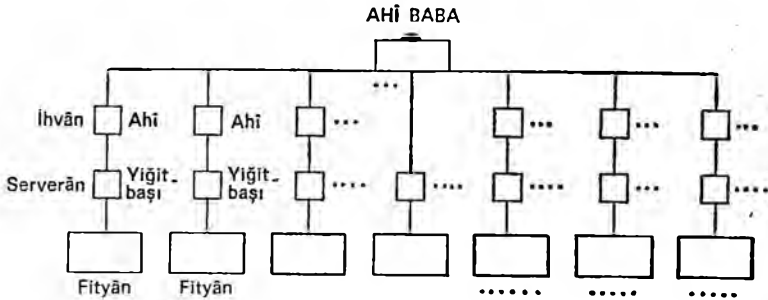 AHÎ BABA
...
İhvân Ahî Ahî ... ... ... ...
Serverân Yiğit-başı Yiğit-başı .... .... .... ... ....
Fityân Fityân ...... ..... .....